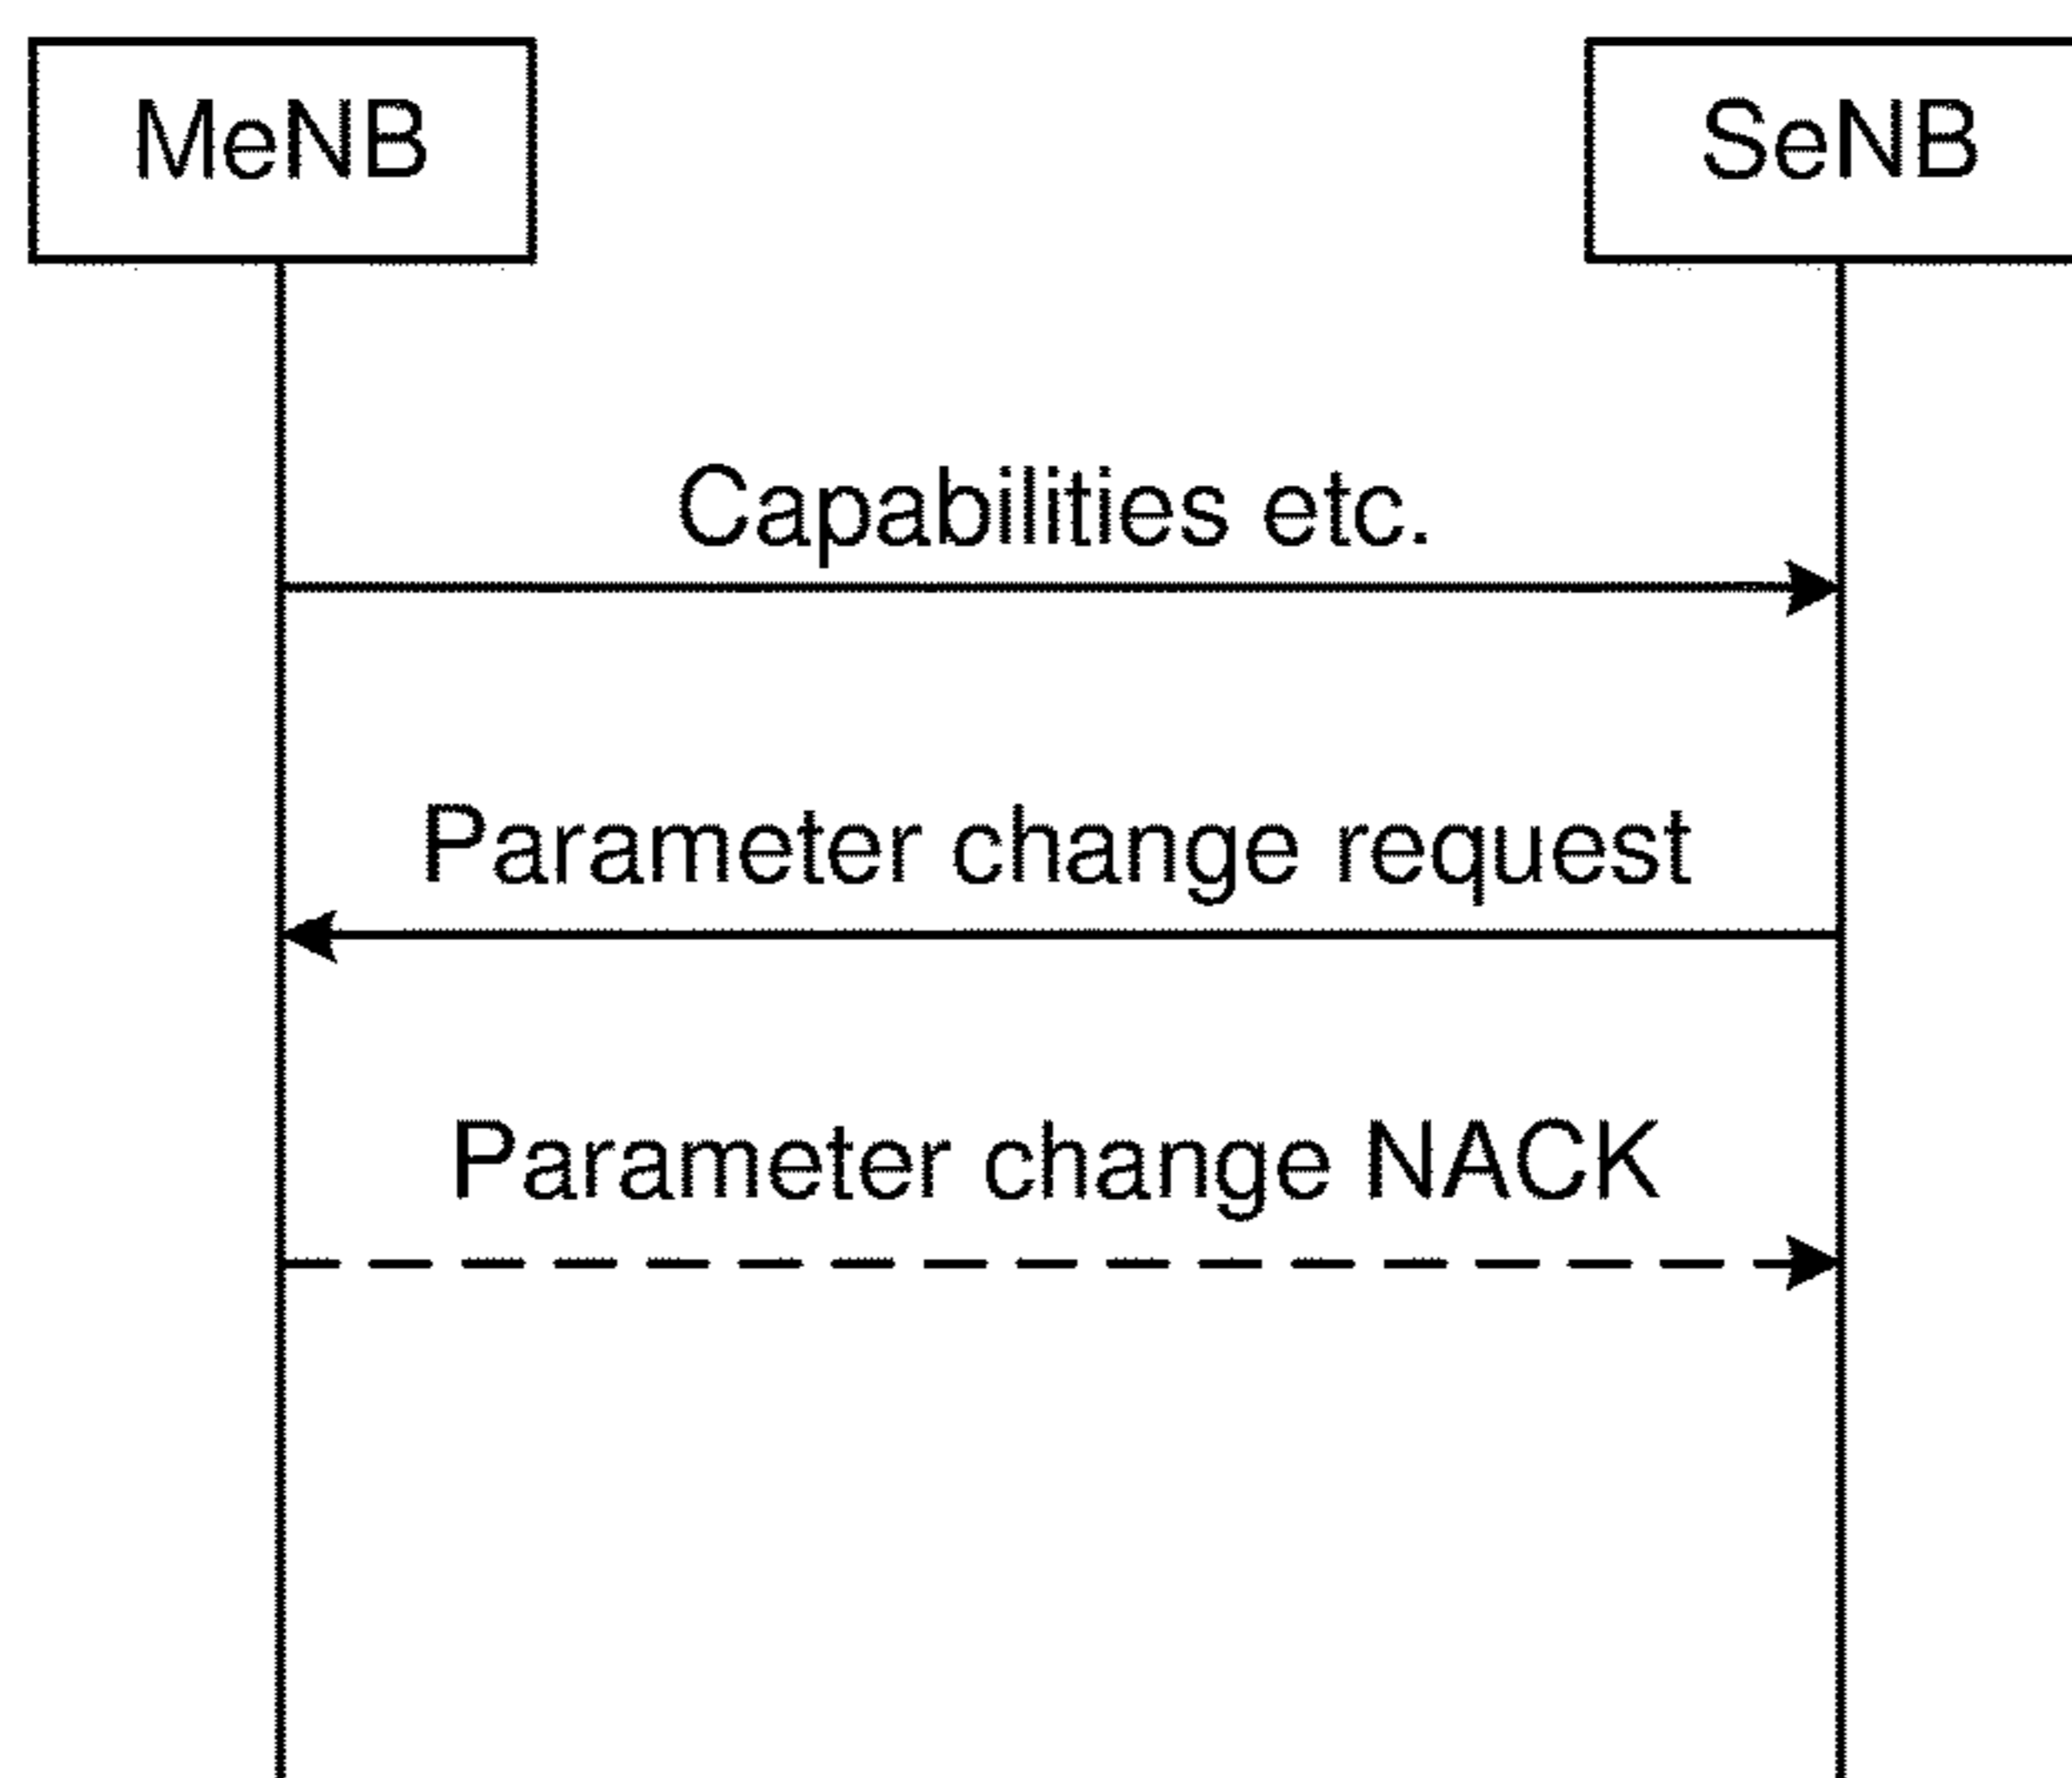 MeNB
SeNB
Capabilities etc.
Parameter change request
Parameter change NACK